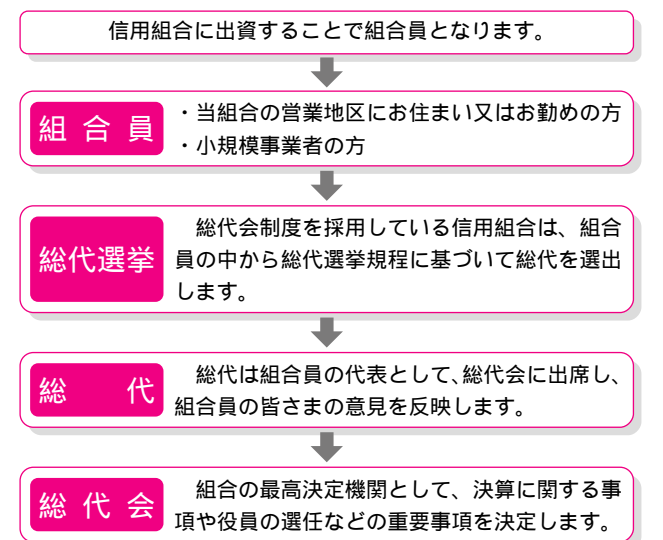 信用組合に出資することで組合員となります。
組合員
・当組合の営業地区にお住まい又はお勤めの方
・小規模事業者の方
総代選挙
総代会制度を採用している信用組合は、組合
員の中から総代選挙規程に基づいて総代を選出
します。
総代
総代は組合員の代表として、総代会に出席し、
組合員の皆さまの意見を反映します。
総代会
組合の最高決定機関として、決算に関する事
項や役員の選任などの重要事項を決定します。